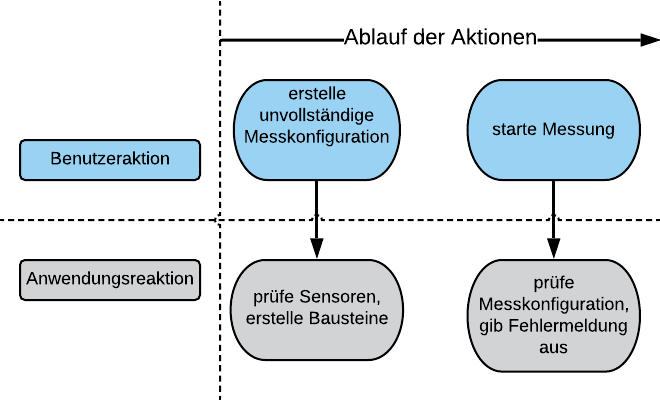 Ablauf der Aktionen
erstelle
unvollständige
Messkonfiguration
starte Messung
Benutzeraktion
Anwendungsreaktion
prüfe Sensoren,
erstelle Bausteine
prüfe
Messkonfiguration,
gib Fehlermeldung
aus